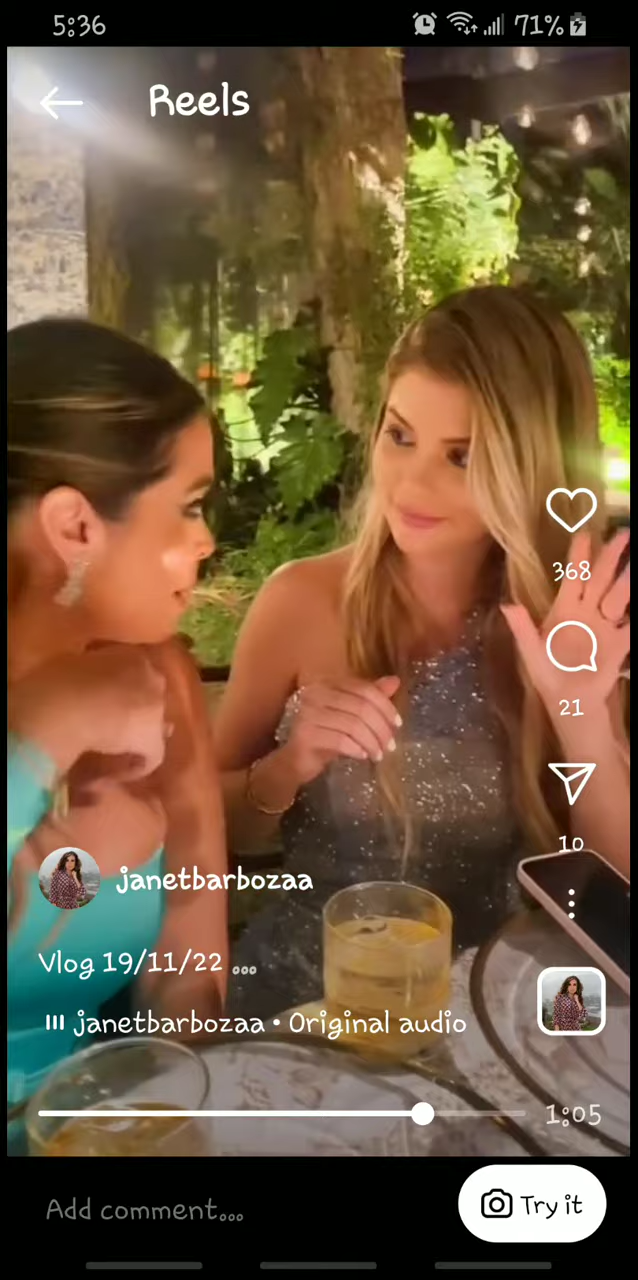 5:36 71%
Reels
368
21
10
janetbarbozaa
Vlog 19/11/22 ...
janetbarbozaa • Original audio
1:05
Add comment...
Try it